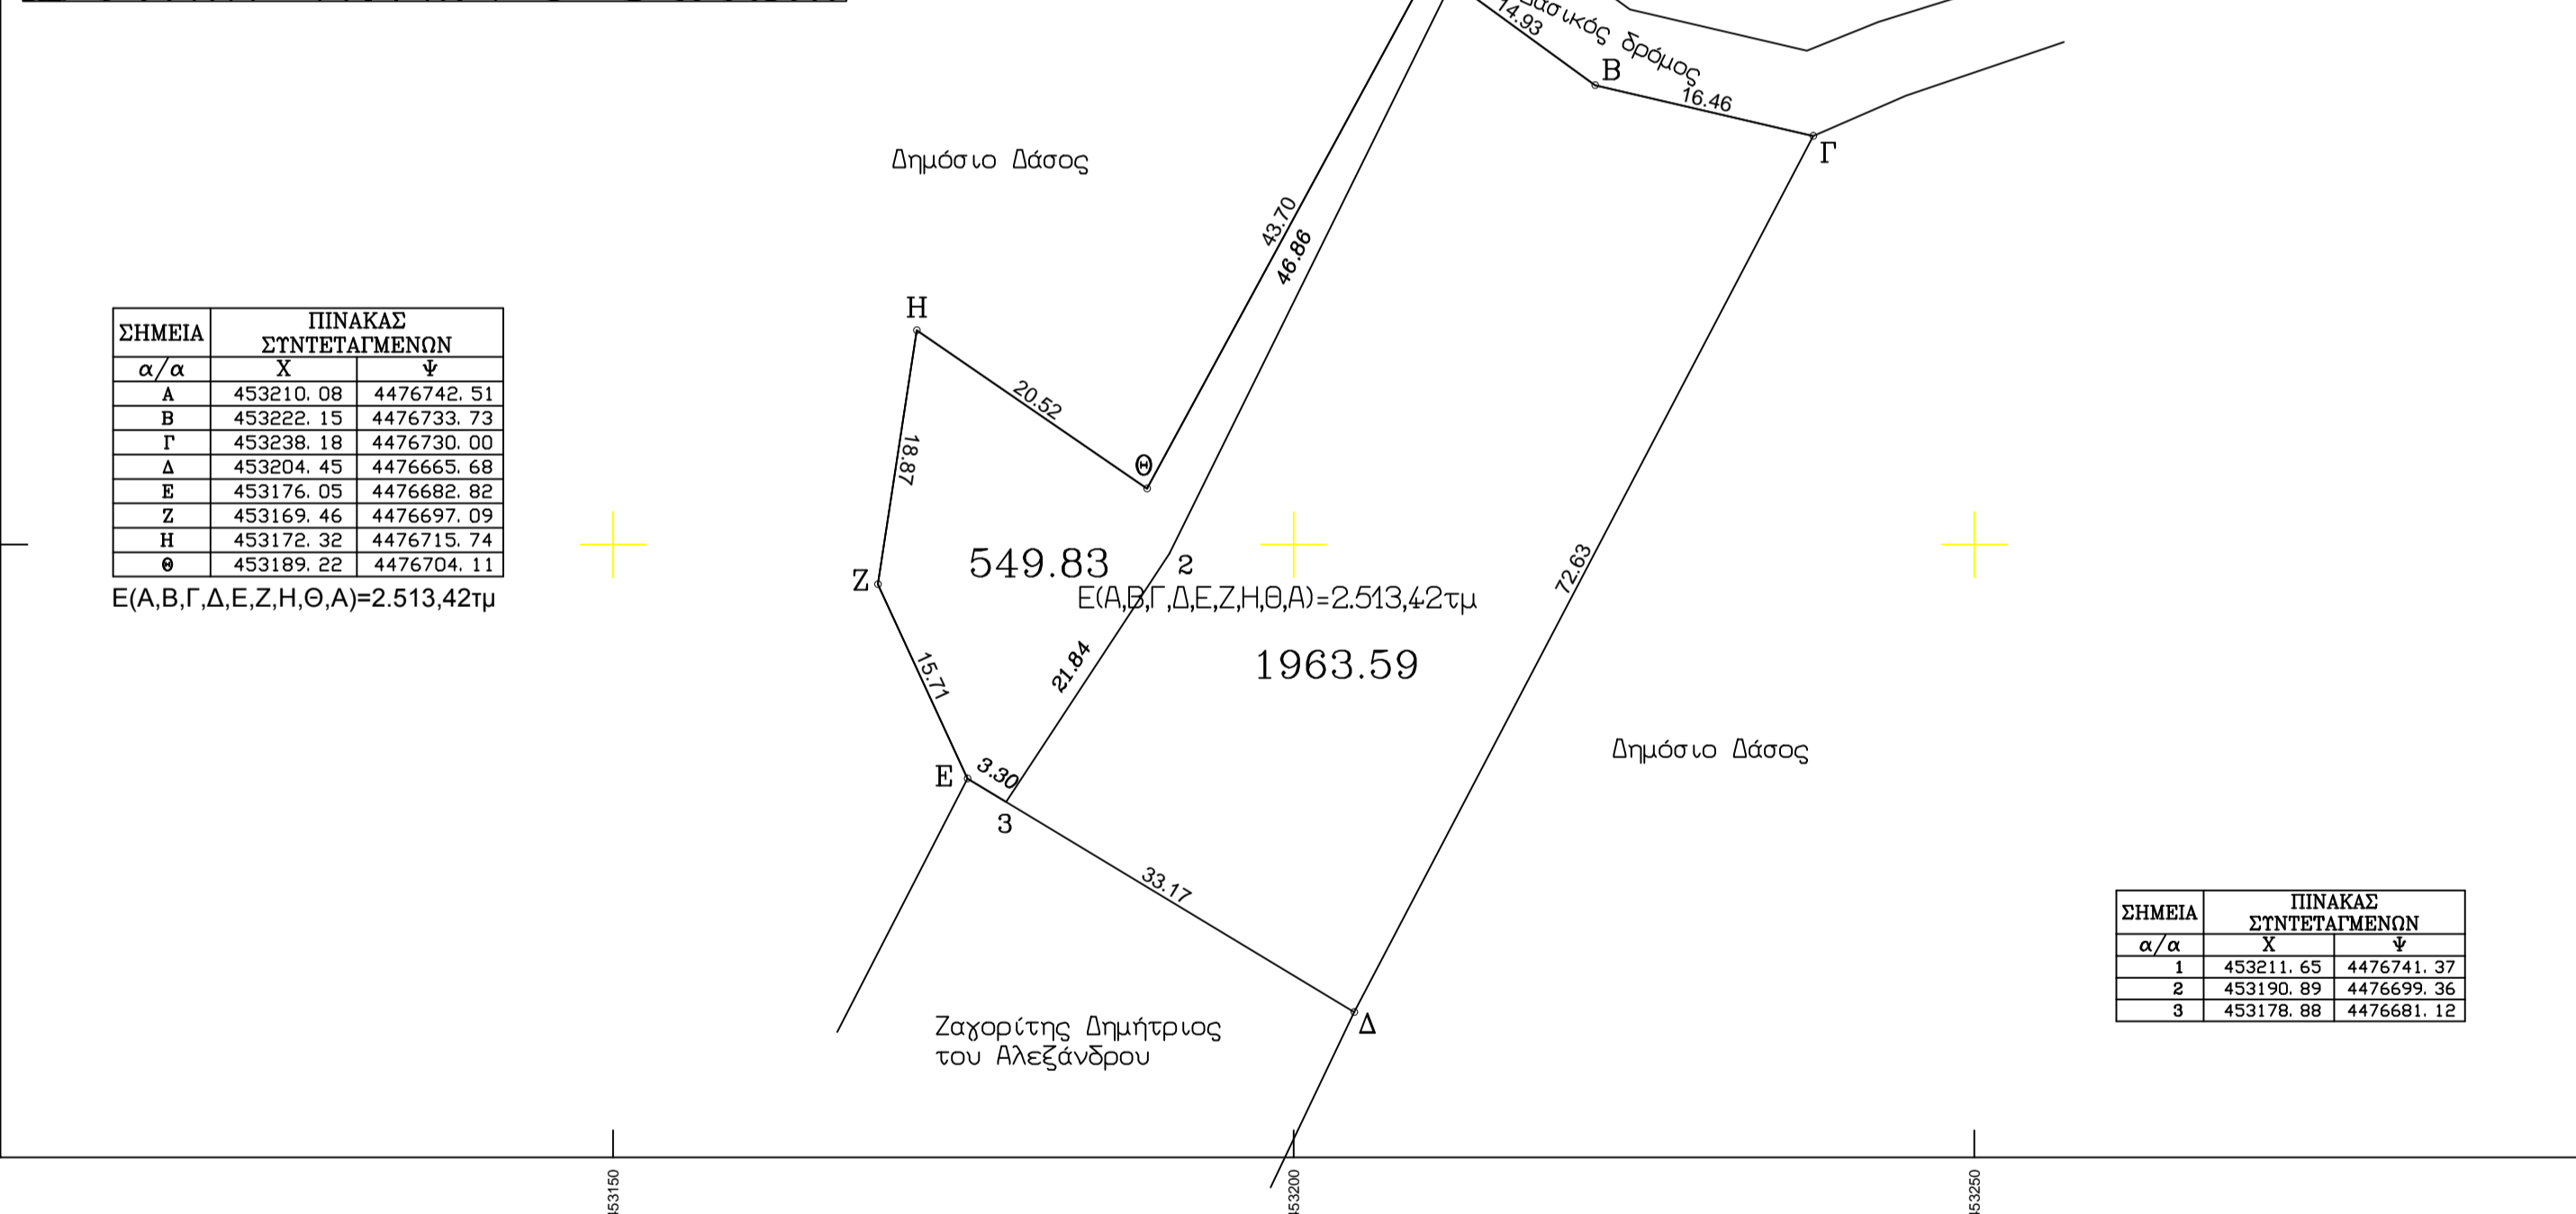 14.93
Δασικός δρόμος
Β
16.46
Γ
Δημόσιο Δάσος
43.70
46.86
Η
20.52
18.87
Θ
Ζ
549.83
2
Ε(Α,Β,Γ,Δ,Ε,Ζ,Η,Θ,Α)=2.513,42τμ
72.63
1963.59
21.84
15.71
Ε
3.30
3
33.17
Δημόσιο Δάσος
Δ
Ζαγορίτης Δημήτριος
του Αλεξάνδρου
ΣΗΜΕΙΑ ΠΙΝΑΚΑΣ
ΣΥΝΤΕΤΑΓΜΕΝΩΝ
α/α Χ Ψ
Α 453210.08 4476742.51
Β 453222.15 4476733.73
Γ 453238.18 4476730.00
Δ 453204.45 4476665.68
Ε 453176.05 4476682.82
Ζ 453169.46 4476697.09
Η 453172.32 4476715.74
Θ 453189.22 4476704.11
Ε(Α,Β,Γ,Δ,Ε,Ζ,Η,Θ,Α)=2.513,42τμ
ΣΗΜΕΙΑ ΠΙΝΑΚΑΣ
ΣΥΝΤΕΤΑΓΜΕΝΩΝ
α/α Χ Ψ
1 453211.65 4476741.37
2 453190.89 4476699.36
3 453178.88 4476681.12
453150
453200
453250